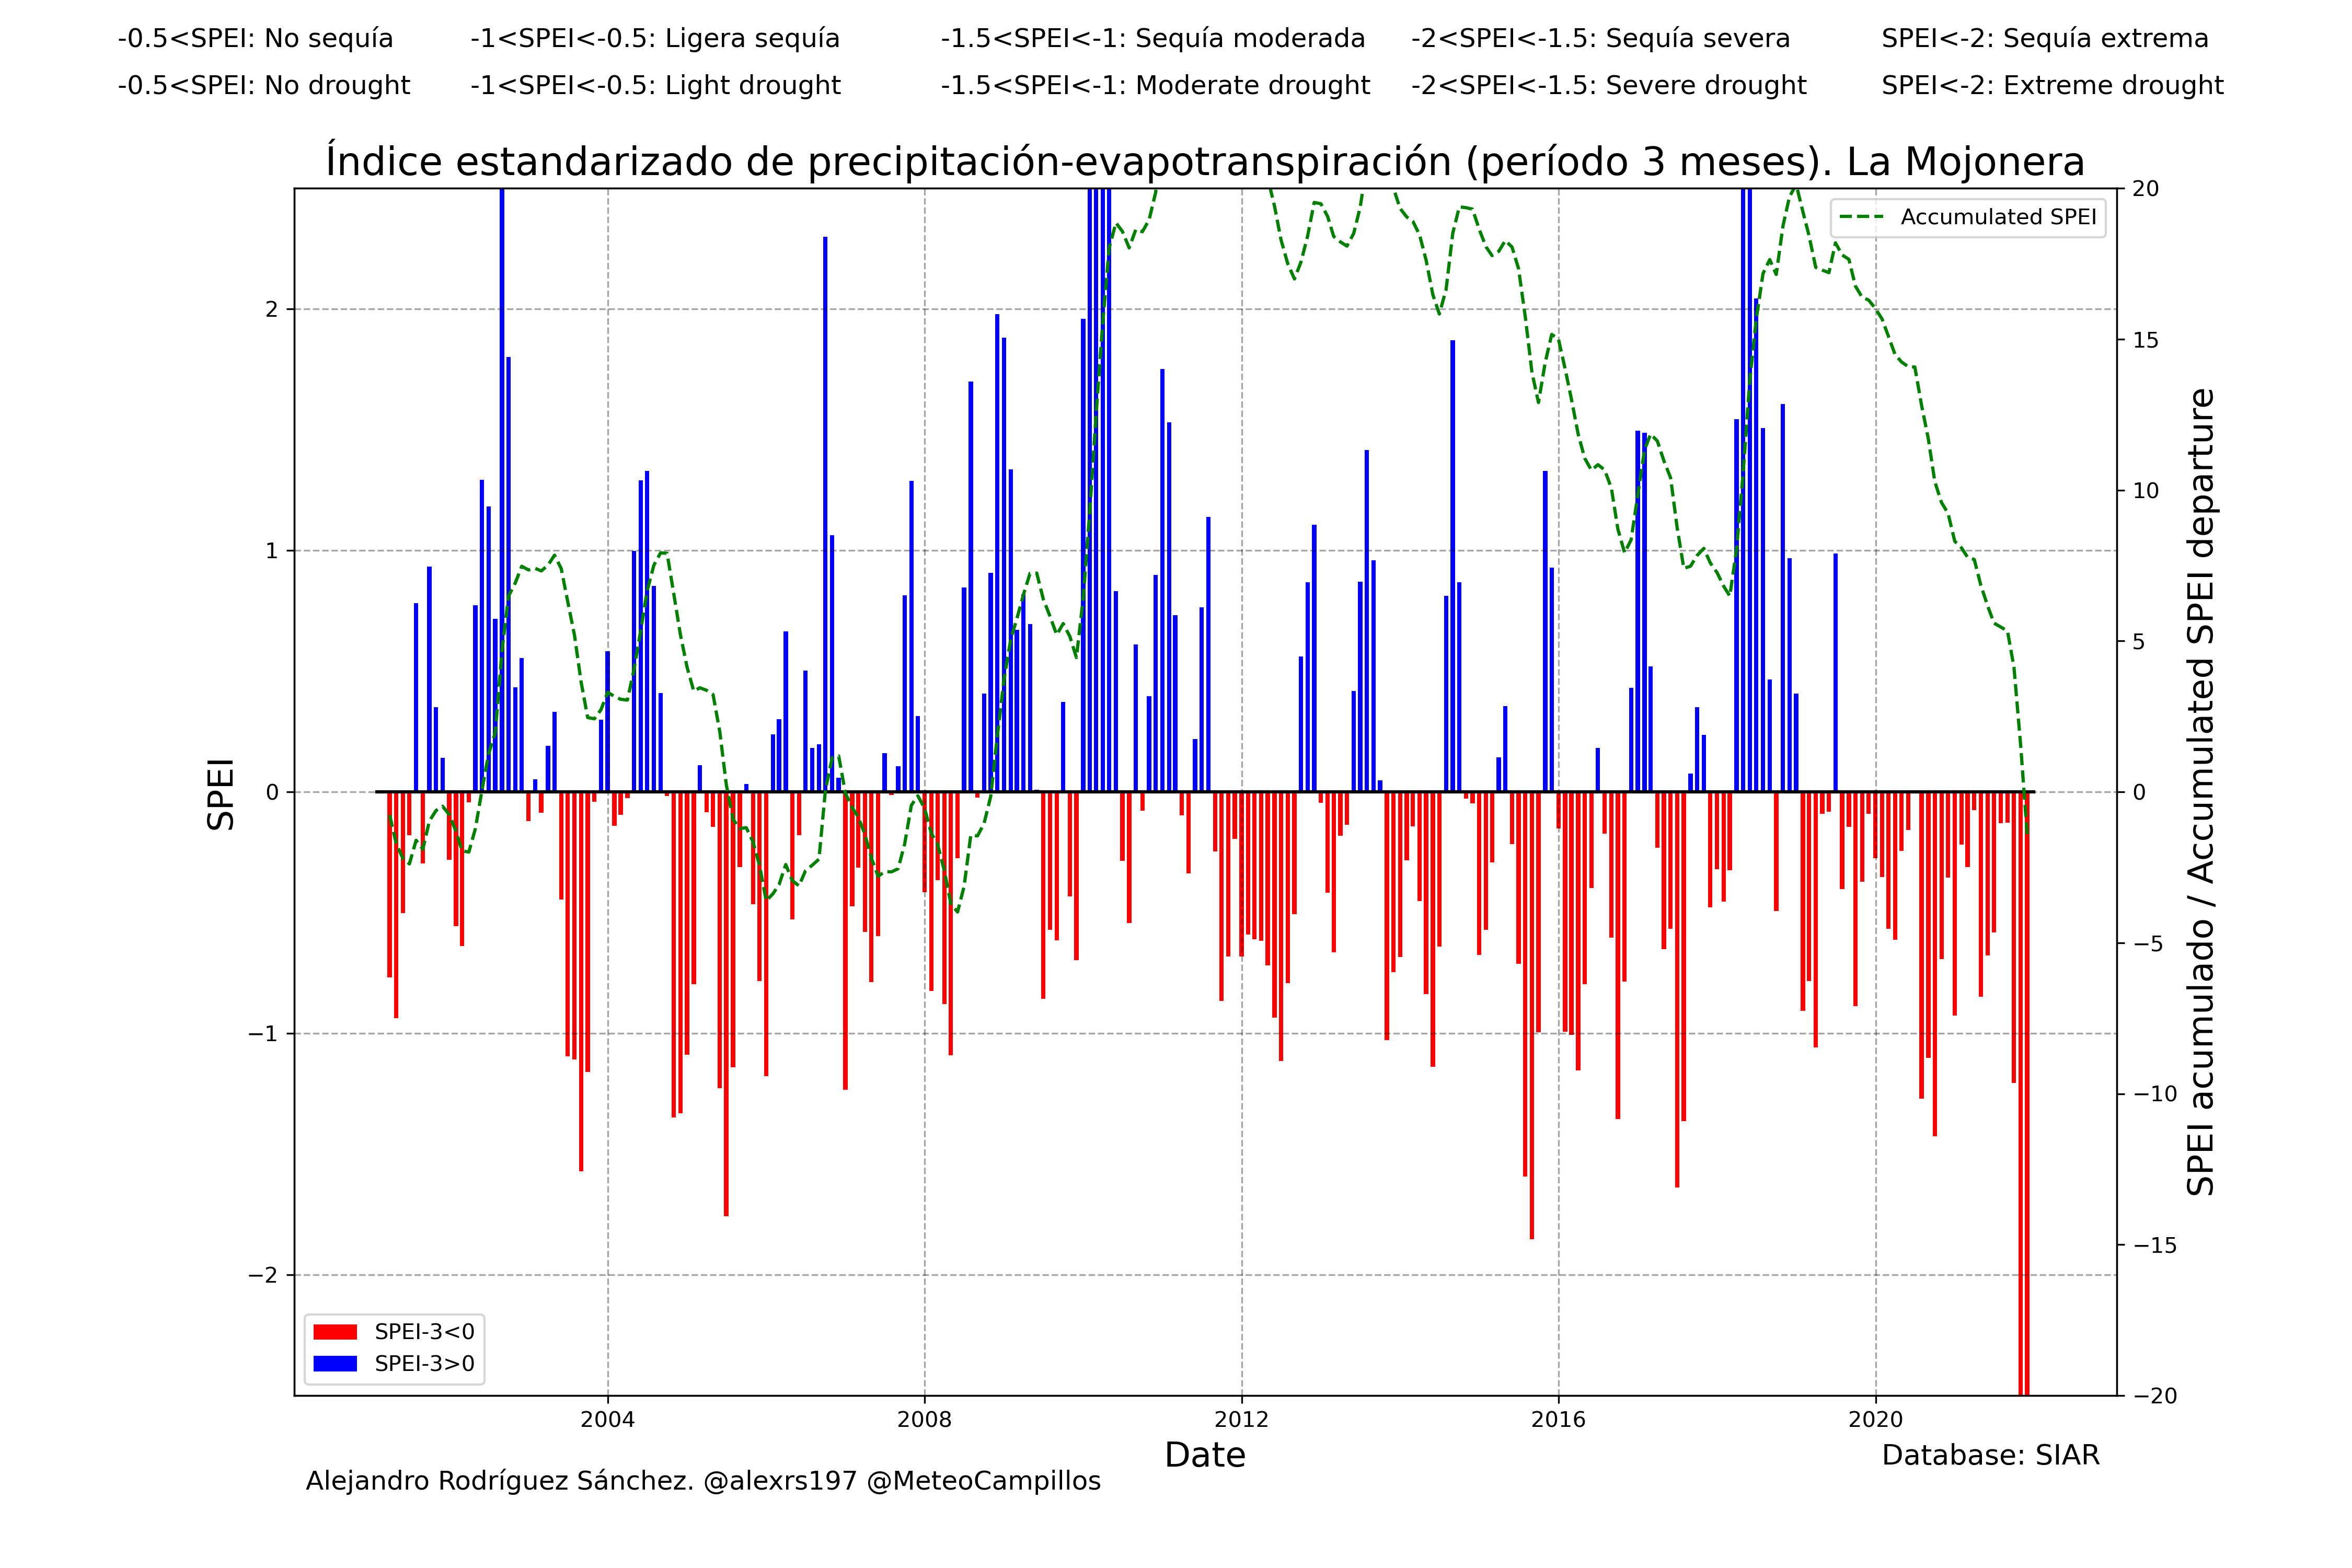 -0.5<SPEI: No sequía -1<SPEI<-0.5: Ligera sequía -1.5<SPEI<-1: Sequía moderada -2<SPEI<-1.5: Sequía severa SPEI<-2: Sequía extrema
-0.5<SPEI: No drought -1<SPEI<-0.5: Light drought -1.5<SPEI<-1: Moderate drought -2<SPEI<-1.5: Severe drought SPEI<-2: Extreme drought
Índice estandarizado de precipitación-evapotranspiración (período 3 meses). La Mojonera
Accumulated SPEI
SPEI
2
1
0
−1
−2
20
15
10
5
0
−5
−10
−15
−20
SPEI acumulado / Accumulated SPEI departure
SPEI-3<0
SPEI-3>0
2004 2008 2012 2016 2020
Date
Database: SIAR
Alejandro Rodríguez Sánchez. @alexrs197 @MeteoCampillos